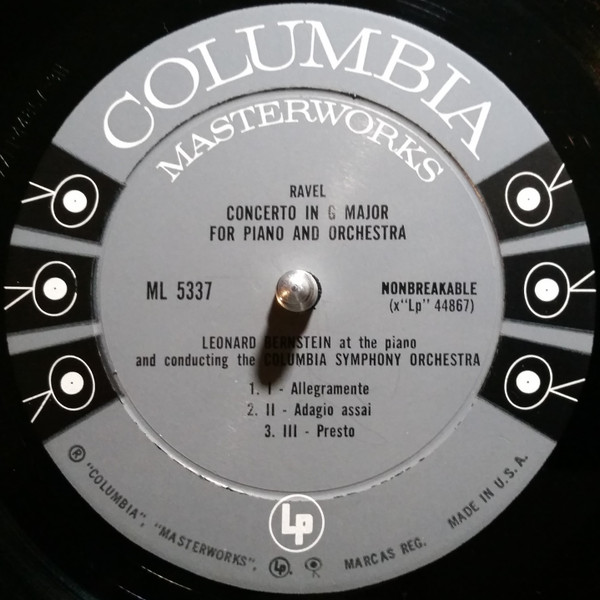 COLUMBIA
MASTERWORKS
RAVEL
CONCERTO IN G MAJOR
FOR PIANO AND ORCHESTRA
ML 5337
NONBREAKABLE
(x"Lp" 44867)
LEONARD BERNSTEIN at the piano
and conducting the COLUMBIA SYMPHONY ORCHESTRA
1. I - Allegramente
2. II - Adagio assai
3. III - Presto
Lp
® "COLUMBIA", "MASTERWORKS", Lp, MARCAS REG. MADE IN U.S.A.